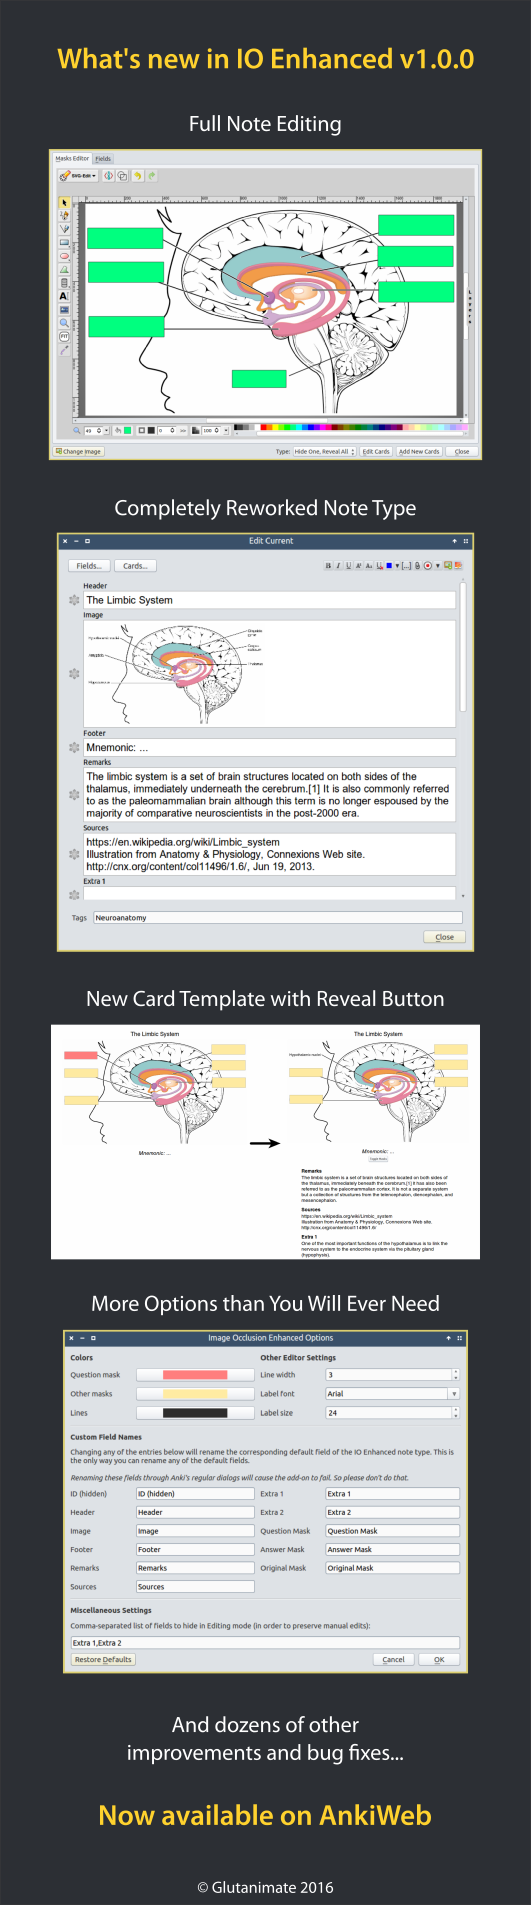 What's new in IO Enhanced v1.0.0
Full Note Editing
Masks Editor Fields
SVG-Edit
Layers
FIT
49 0 100
Change Image Type: Hide One, Reveal All Edit Cards Add New Cards Close
Completely Reworked Note Type
Edit Current
Fields... Cards...
Header
The Limbic System
Image
Hypothalamic nuclei
Amygdala
Hippocampus
Cingulate gyrus
Corpus callosum
Thalamus
Footer
Mnemonic: ...
Remarks
The limbic system is a set of brain structures located on both sides of the
thalamus, immediately underneath the cerebrum.[1] It is also commonly referred
to as the paleomammalian brain although this term is no longer espoused by the
majority of comparative neuroscientists in the post-2000 era.
Sources
https://en.wikipedia.org/wiki/Limbic_system
Illustration from Anatomy & Physiology, Connexions Web site.
http://cnx.org/content/col11496/1.6/, Jun 19, 2013.
Extra 1
Tags Neuroanatomy
Close
New Card Template with Reveal Button
The Limbic System
Mnemonic: ...
The Limbic System
Hypothalamic nuclei
Mnemonic: ...
Toggle Masks
Remarks
The limbic system is a set of brain structures located on both sides of
the thalamus, immediately beneath the cerebrum.[1] It has also been
referred to as the paleomammalian cortex. It is not a separate system
but a collection of structures from the telencephalon, diencephalon, and
mesencephalon.
Sources
https://en.wikipedia.org/wiki/Limbic_system
Illustration from Anatomy & Physiology, Connexions Web site.
http://cnx.org/content/col11496/1.6/
Extra 1
One of the most important functions of the hypothalamus is to link the
nervous system to the endocrine system via the pituitary gland
(hypophysis).
More Options than You Will Ever Need
Image Occlusion Enhanced Options
Colors Other Editor Settings
Question mask Line width 3
Other masks Label font Arial
Lines Label size 24
Custom Field Names
Changing any of the entries below will rename the corresponding default field of the IO Enhanced note type. This is
the only way you can rename any of the default fields.
Renaming these fields through Anki's regular dialogs will cause the add-on to fail. So please don't do that.
ID (hidden) ID (hidden) Extra 1 Extra 1
Header Header Extra 2 Extra 2
Image Image Question Mask Question Mask
Footer Footer Answer Mask Answer Mask
Remarks Remarks Original Mask Original Mask
Sources Sources
Miscellaneous Settings
Comma-separated list of fields to hide in Editing mode (in order to preserve manual edits):
Extra 1,Extra 2
Restore Defaults Cancel OK
And dozens of other
improvements and bug fixes...
Now available on AnkiWeb
© Glutanimate 2016